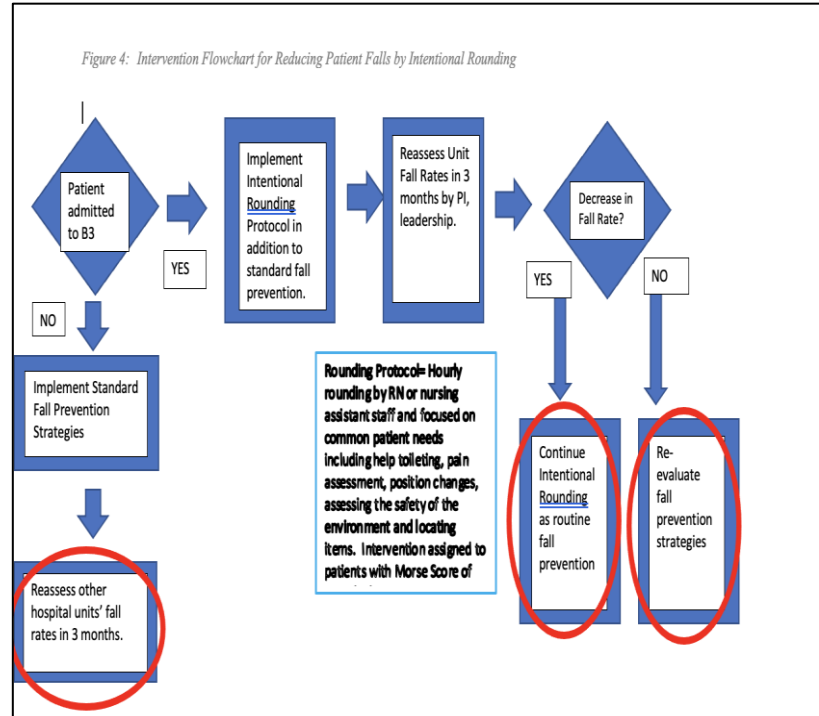 Figure 4: Intervention Flowchart for Reducing Patient Falls by Intentional Rounding
Patient
admitted
to B3
YES
NO
Implement
Intentional
Rounding
Protocol in
addition to
standard fall
prevention.
Reassess Unit
Fall Rates in 3
months by PI,
leadership.
Decrease in
Fall Rate?
YES
NO
Implement Standard
Fall Prevention
Strategies
Rounding Protocol= Hourly
rounding by RN or nursing
assistant staff and focused on
common patient needs
including help toileting, pain
assessment, position changes,
assessing the safety of the
environment and locating
items. Intervention assigned to
patients with Morse Score of
Continue
Intentional
Rounding
as routine
fall
prevention
Re-
evaluate
fall
prevention
strategies
Reassess other
hospital units' fall
rates in 3 months.